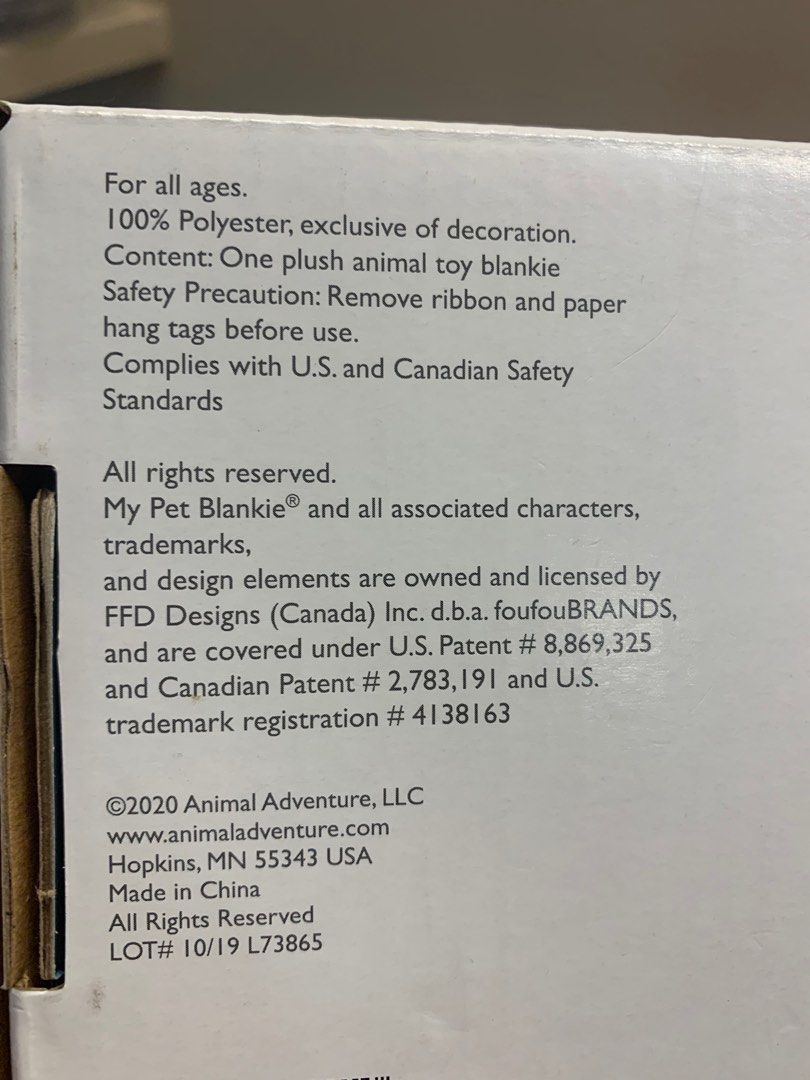 For all ages.
100% Polyester, exclusive of decoration.
Content: One plush animal toy blankie
Safety Precaution: Remove ribbon and paper
hang tags before use.
Complies with U.S. and Canadian Safety
Standards
All rights reserved.
My Pet Blankie® and all associated characters,
trademarks,
and design elements are owned and licensed by
FFD Designs (Canada) Inc. d.b.a. foufouBRANDS,
and are covered under U.S. Patent # 8,869,325
and Canadian Patent # 2,783,191 and U.S.
trademark registration # 4138163
©2020 Animal Adventure, LLC
www.animaladventure.com
Hopkins, MN 55343 USA
Made in China
All Rights Reserved
LOT# 10/19 L73865